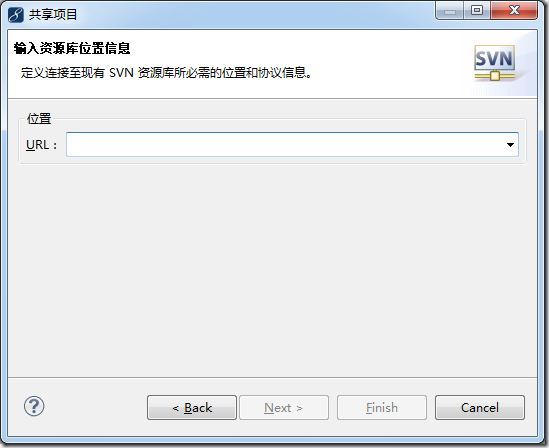 共享项目
输入资源库位置信息
定义连接至现有 SVN 资源库所必需的位置和协议信息。
SVN
位置
URL：
?
< Back
Next >
Finish
Cancel